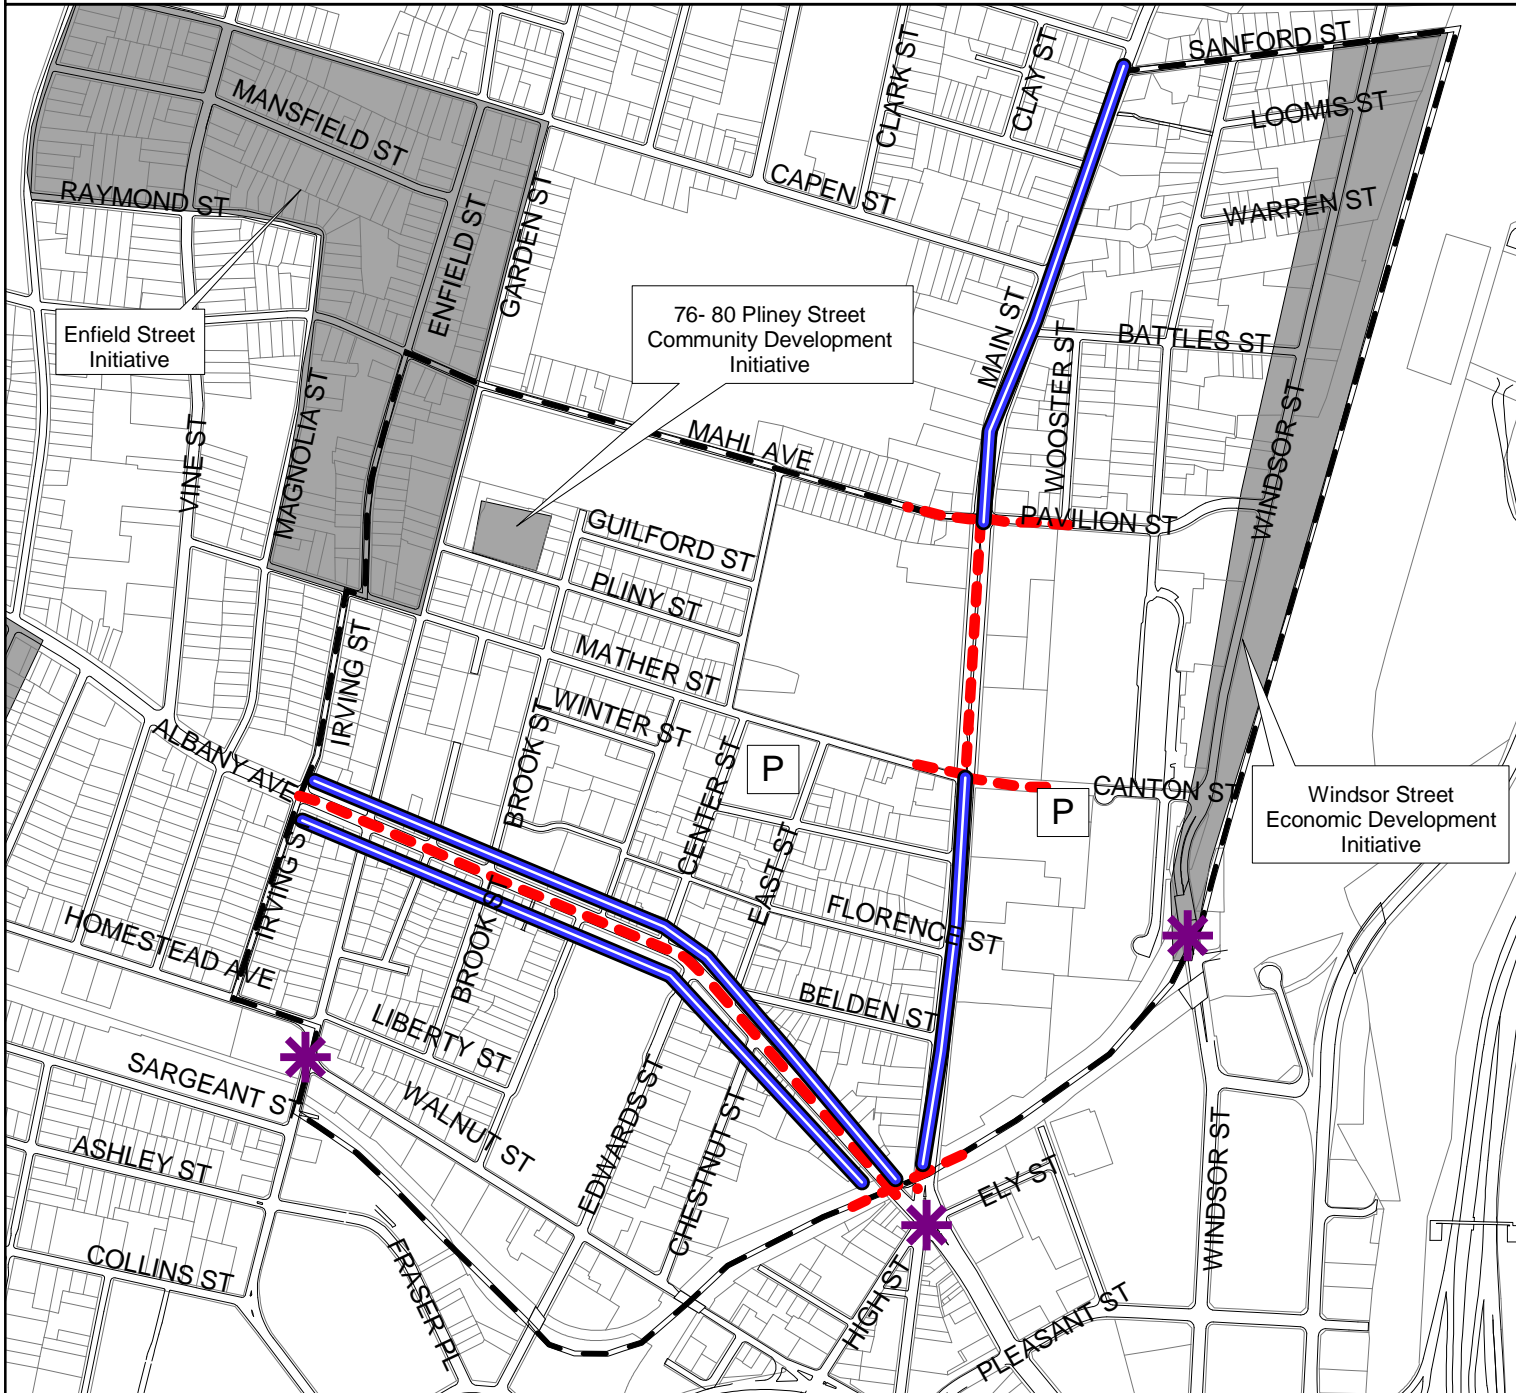 SANFORD ST
CLARK ST
CLAY ST
LOOMIS ST
MANSFIELD ST
CAPEN ST
RAYMOND ST
WARREN ST
ENFIELD ST
GARDEN ST
76- 80 Pliney Street
Community Development
Initiative
Enfield Street
Initiative
MAIN ST
WOOSTER ST
BATTLES ST
MAGNOLIA ST
VINE ST
MAHL AVE
WINDSOR ST
PAVILION ST
GUILFORD ST
PLINY ST
MATHER ST
IRVING ST
WINTER ST
BROOK ST
CENTER ST
P
ALBANY AVE
CANTON ST
P
Windsor Street
Economic Development
Initiative
EAST ST
IRVING ST
BROOK ST
FLORENCE ST
HOMESTEAD AVE
BELDEN ST
LIBERTY ST
SARGEANT ST
WALNUT ST
EDWARDS ST
CHESTNUT ST
ASHLEY ST
ELY ST
WINDSOR ST
COLLINS ST
FRASER PL
HIGH ST
PLEASANT ST